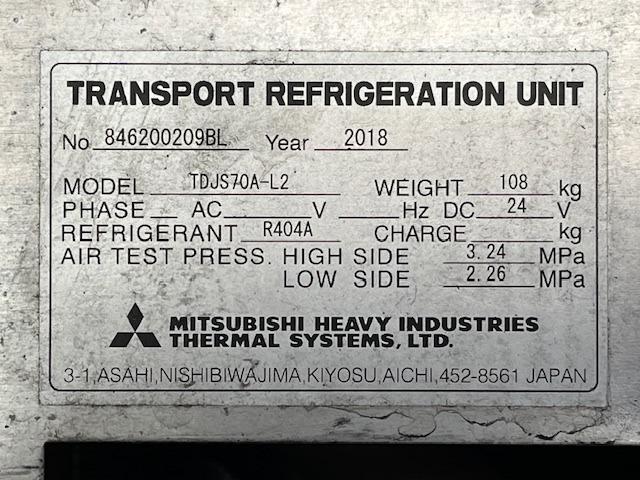 TRANSPORT REFRIGERATION UNIT
No 846200209BL Year 2018
MODEL TDJS70A-L2 WEIGHT 108 kg
PHASE AC V Hz DC 24 V
REFRIGERANT R404A CHARGE kg
AIR TEST PRESS. HIGH SIDE 3.24 MPa
LOW SIDE 2.26 MPa
MITSUBISHI HEAVY INDUSTRIES
THERMAL SYSTEMS, LTD.
3-1,ASAHI,NISHIBIWAJIMA,KIYOSU,AICHI,452-8561 JAPAN